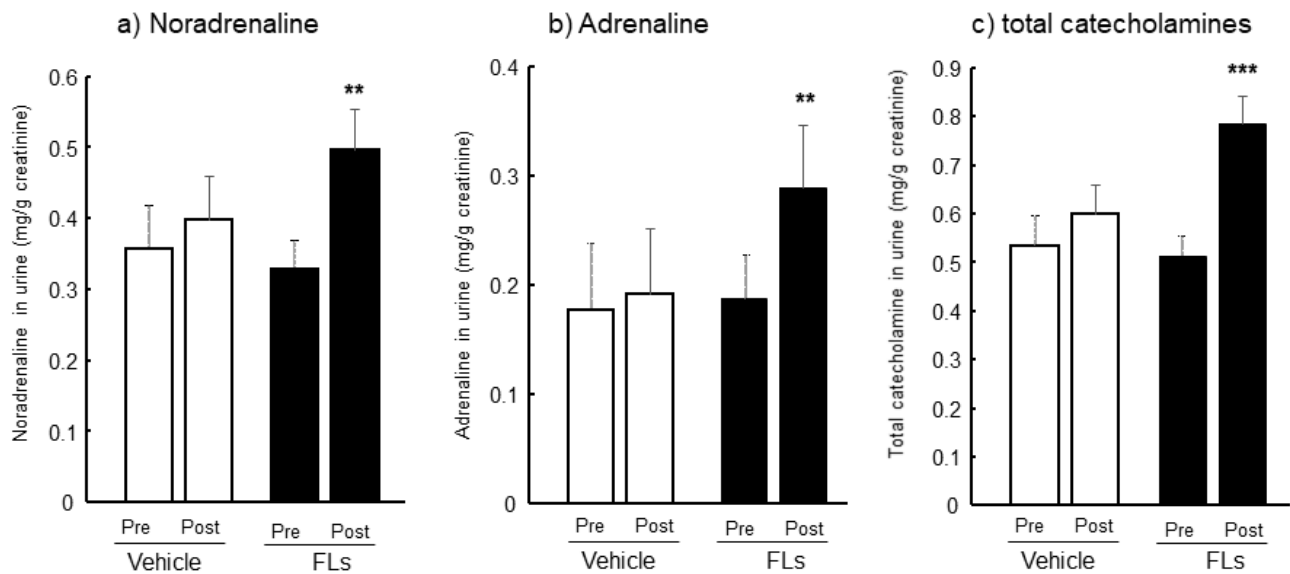 a) Noradrenaline
Noradrenaline in urine (mg/g creatinine)
0.6
0.5
0.4
0.3
0.2
0.1
0
**
Pre Post Pre Post
Vehicle FLs
b) Adrenaline
Adrenaline in urine (mg/g creatinine)
0.4
0.3
0.2
0.1
0
**
Pre Post Pre Post
Vehicle FLs
c) total catecholamines
Total catecholamine in urine (mg/g creatinine)
0.9
0.8
0.7
0.6
0.5
0.4
0.3
0.2
0.1
0
***
Pre Post Pre Post
Vehicle FLs